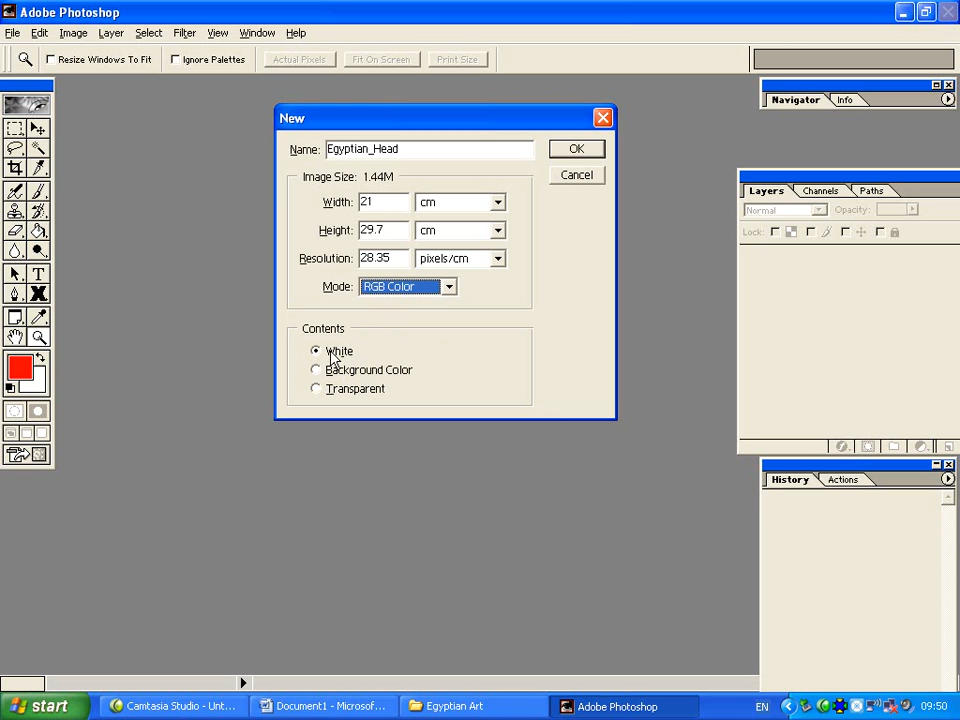 Adobe Photoshop
File Edit Image Layer Select Filter View Window Help
Resize Windows To Fit Ignore Palettes Actual Pixels Fit On Screen Print Size
Navigator Info
New
Name: Egyptian_Head OK
Image Size: 1.44M Cancel
Width: 21 cm
Height: 29.7 cm
Resolution: 28.35 pixels/cm
Mode: RGB Color
Contents
White
Background Color
Transparent
Layers Channels Paths
Normal Opacity:
Lock:
T
History Actions
start Camtasia Studio - Unt... Document1 - Microsof... Egyptian Art Adobe Photoshop EN 09:50